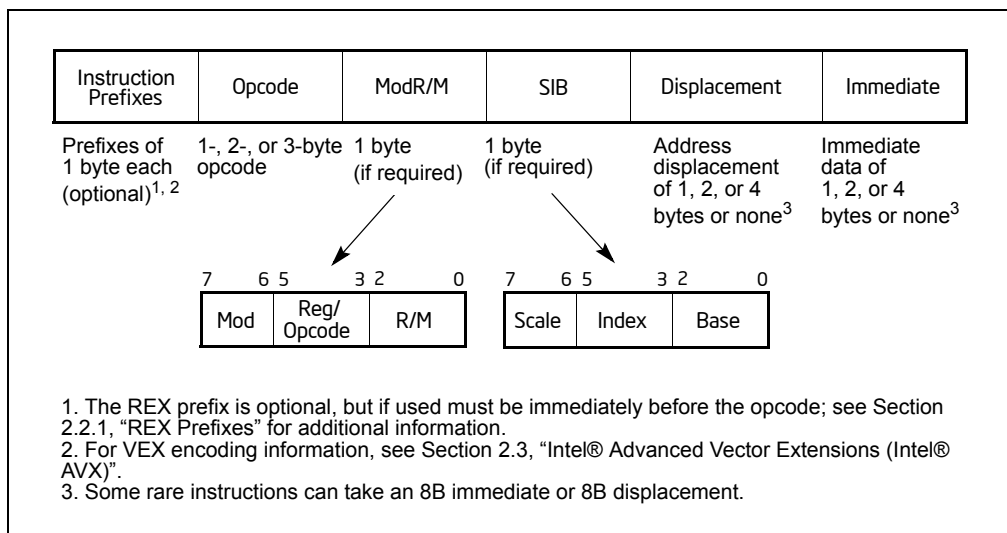 Instruction Prefixes
Opcode
ModR/M
SIB
Displacement
Immediate
Prefixes of
1 byte each
(optional)1, 2
1-, 2-, or 3-byte
opcode
1 byte
(if required)
1 byte
(if required)
Address
displacement
of 1, 2, or 4
bytes or none3
Immediate
data of
1, 2, or 4
bytes or none3
7 6 5 3 2 0
Mod
Reg/
Opcode
R/M
7 6 5 3 2 0
Scale
Index
Base
1. The REX prefix is optional, but if used must be immediately before the opcode; see Section
2.2.1, “REX Prefixes” for additional information.
2. For VEX encoding information, see Section 2.3, “Intel® Advanced Vector Extensions (Intel®
AVX)”.
3. Some rare instructions can take an 8B immediate or 8B displacement.